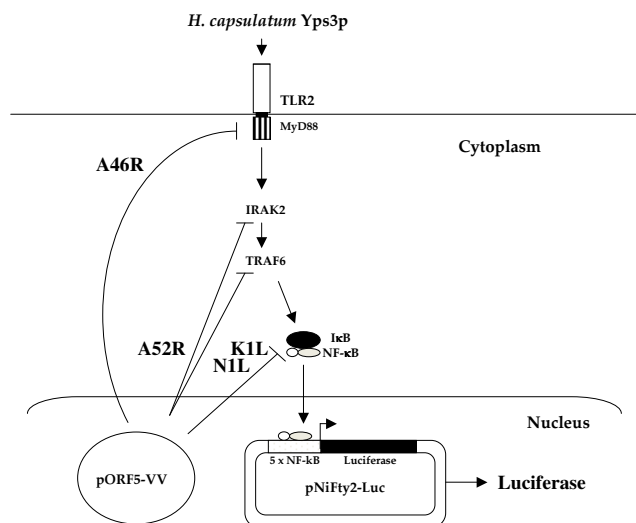 H. capsulatum Yps3p
TLR2
MyD88
Cytoplasm
A46R
IRAK2
TRAF6
A52R
K1L
N1L
IκB
NF-κB
Nucleus
pORF5-VV
5 x NF-kB
Luciferase
pNiFty2-Luc
Luciferase